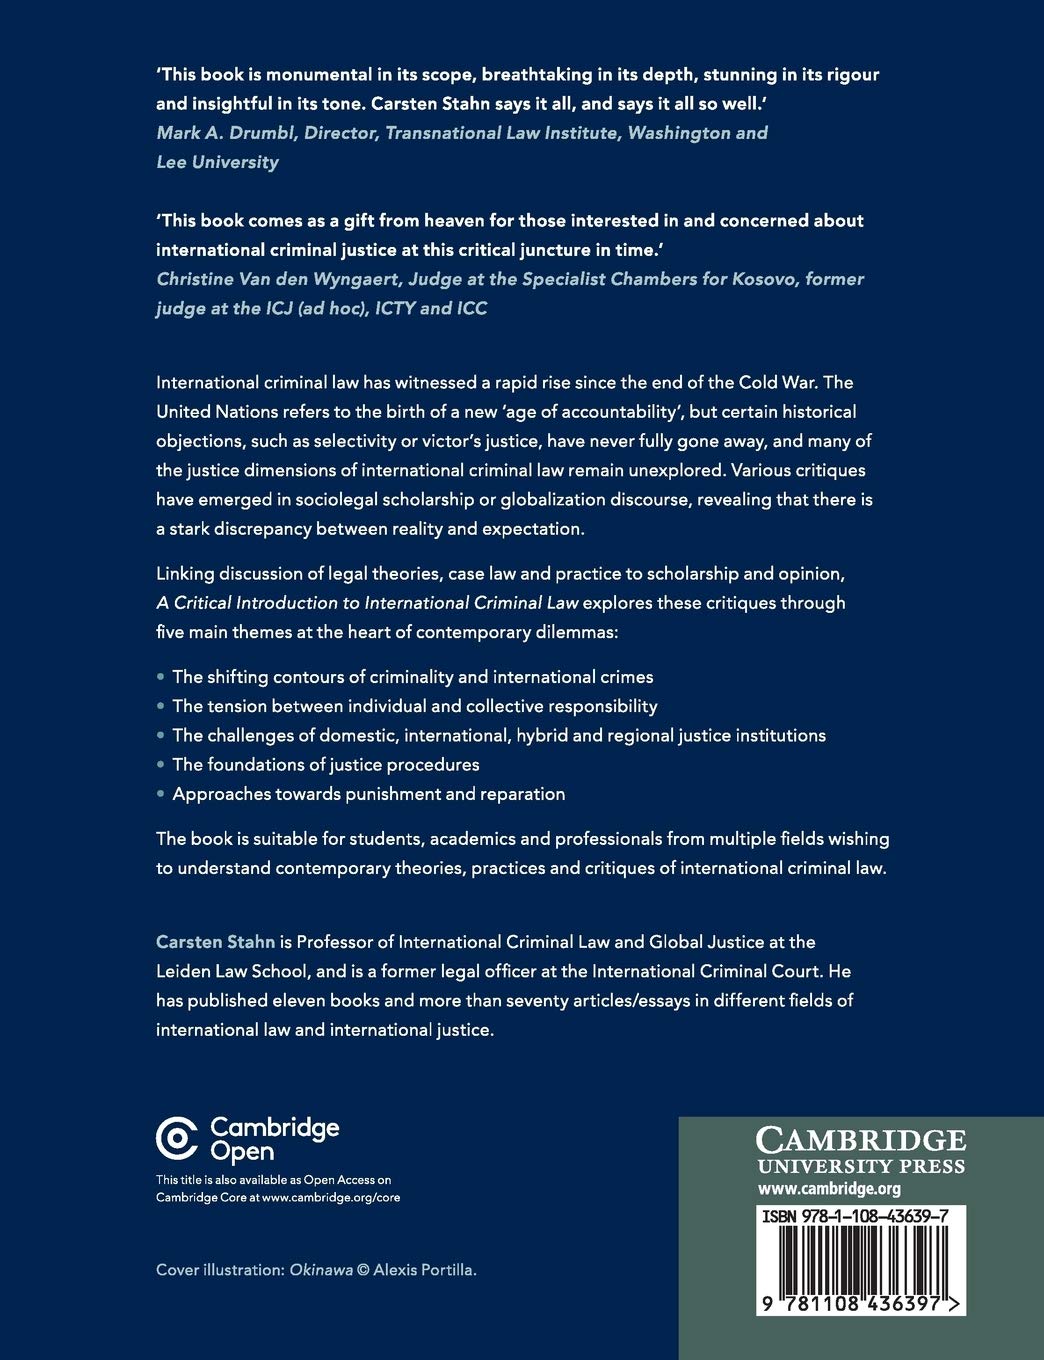 ‘This book is monumental in its scope, breathtaking in its depth, stunning in its rigour
and insightful in its tone. Carsten Stahn says it all, and says it all so well.’
Mark A. Drumbl, Director, Transnational Law Institute, Washington and
Lee University
‘This book comes as a gift from heaven for those interested in and concerned about
international criminal justice at this critical juncture in time.’
Christine Van den Wyngaert, Judge at the Specialist Chambers for Kosovo, former
judge at the ICJ (ad hoc), ICTY and ICC
International criminal law has witnessed a rapid rise since the end of the Cold War. The
United Nations refers to the birth of a new ‘age of accountability’, but certain historical
objections, such as selectivity or victor’s justice, have never fully gone away, and many of
the justice dimensions of international criminal law remain unexplored. Various critiques
have emerged in sociolegal scholarship or globalization discourse, revealing that there is
a stark discrepancy between reality and expectation.
Linking discussion of legal theories, case law and practice to scholarship and opinion,
A Critical Introduction to International Criminal Law explores these critiques through
five main themes at the heart of contemporary dilemmas:
• The shifting contours of criminality and international crimes
• The tension between individual and collective responsibility
• The challenges of domestic, international, hybrid and regional justice institutions
• The foundations of justice procedures
• Approaches towards punishment and reparation
The book is suitable for students, academics and professionals from multiple fields wishing
to understand contemporary theories, practices and critiques of international criminal law.
Carsten Stahn is Professor of International Criminal Law and Global Justice at the
Leiden Law School, and is a former legal officer at the International Criminal Court. He
has published eleven books and more than seventy articles/essays in different fields of
international law and international justice.
Cambridge
Open
This title is also available as Open Access on
Cambridge Core at www.cambridge.org/core
Cover illustration: Okinawa © Alexis Portilla.
CAMBRIDGE
UNIVERSITY PRESS
www.cambridge.org
ISBN 978-1-108-43639-7
9 781108 436397 >